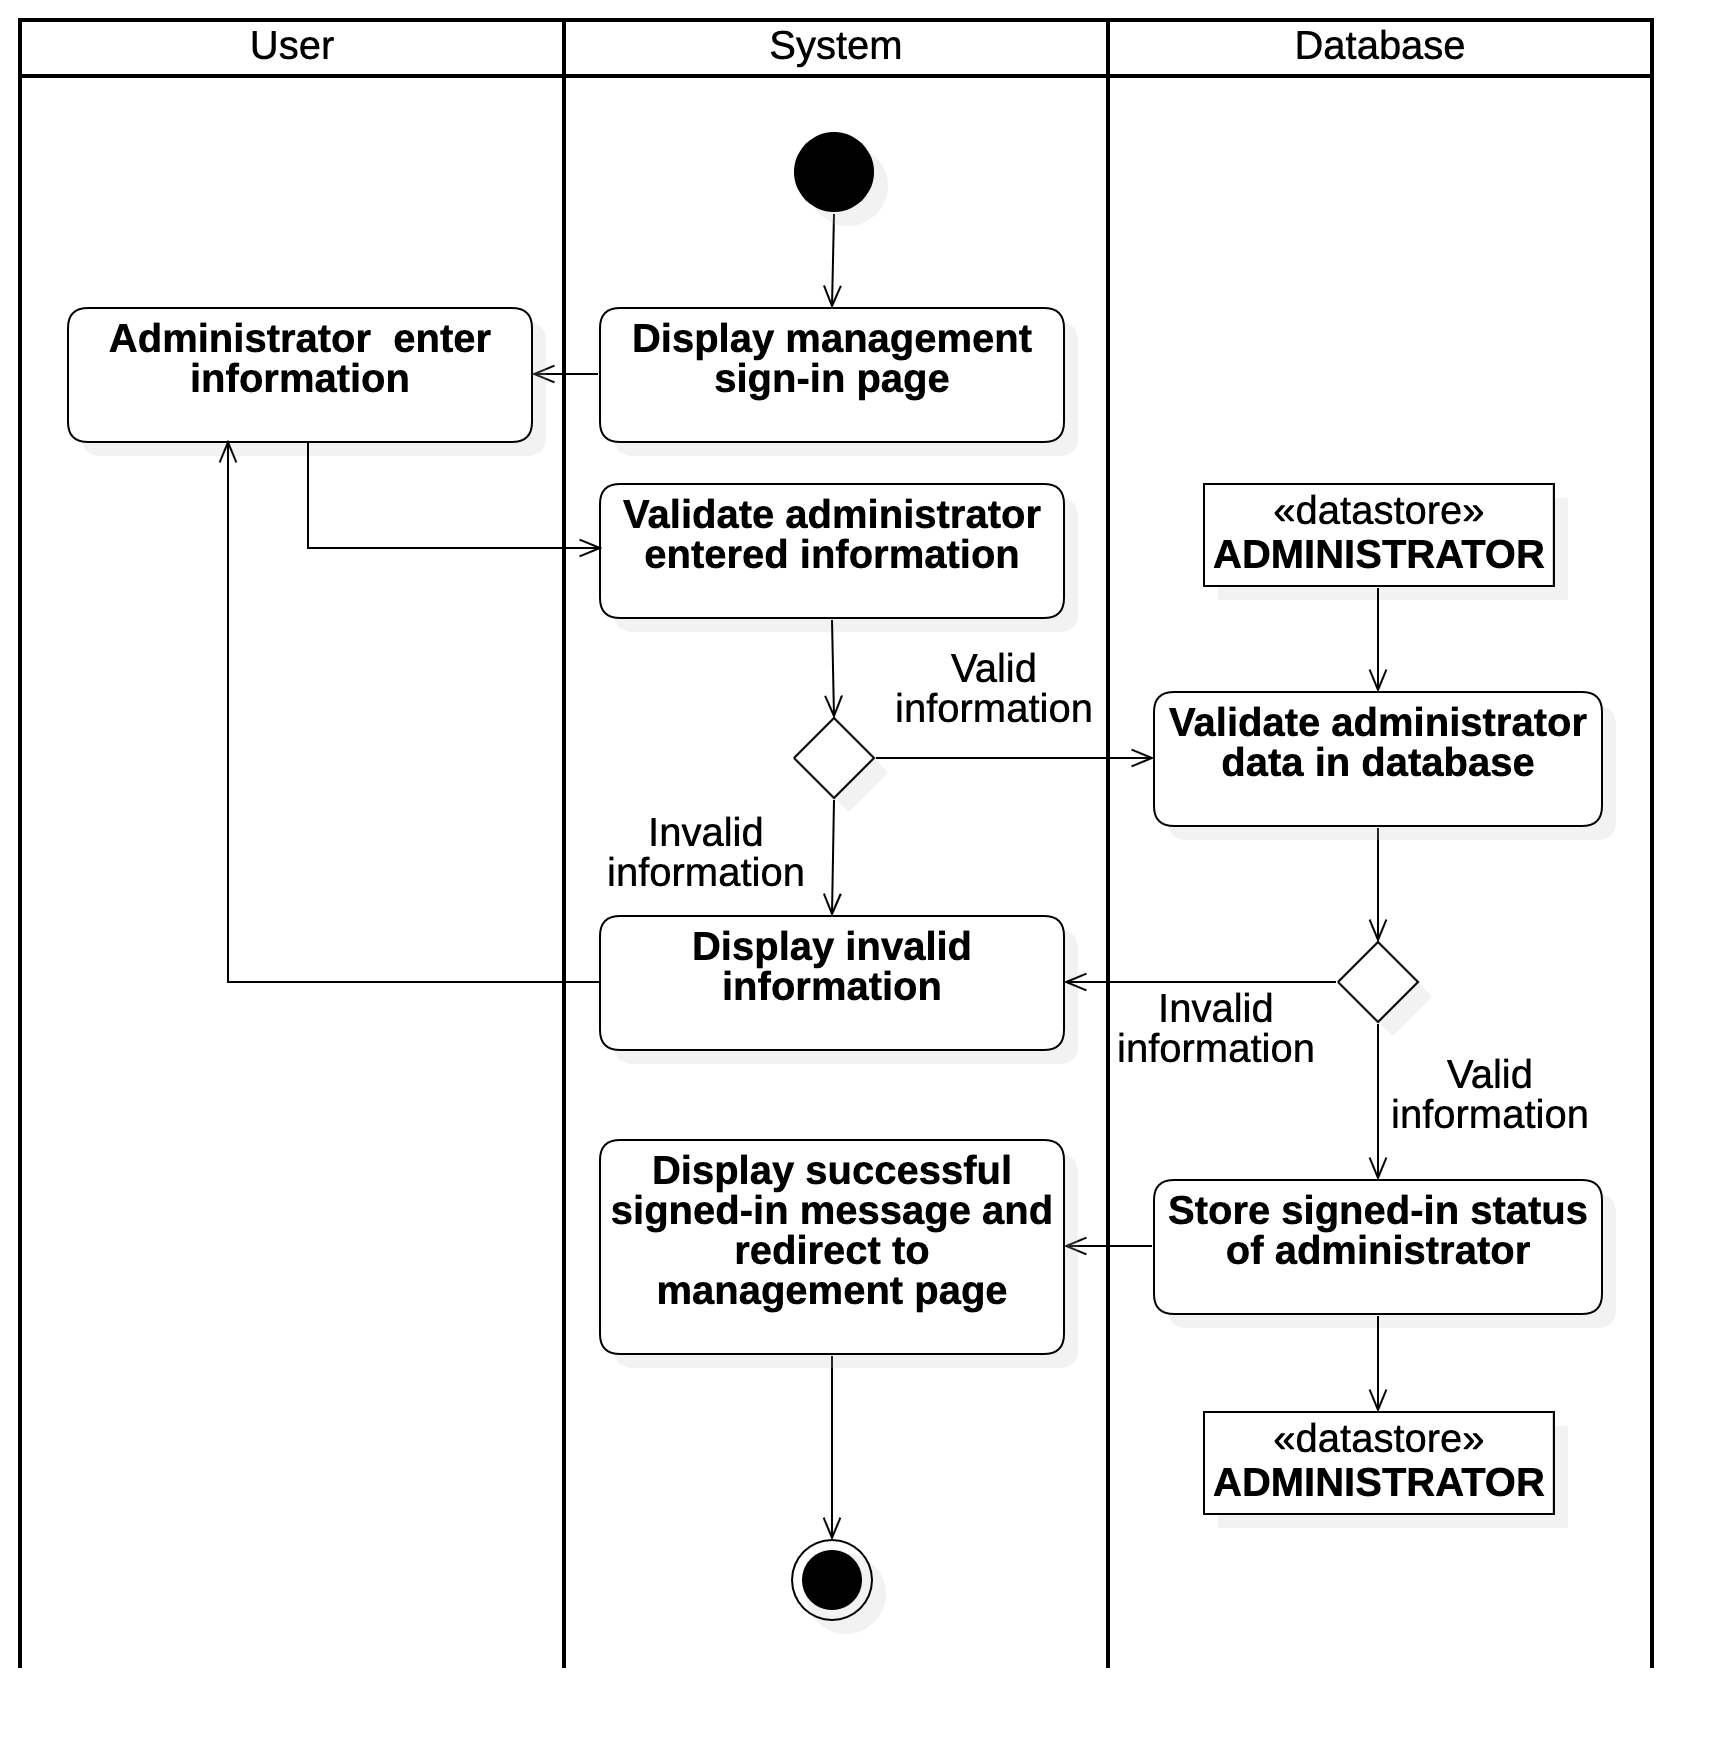 User
System
Database
Administrator  enter
information
Display management
sign-in page
Validate administrator
entered information
«datastore»
ADMINISTRATOR
Valid
information
Validate administrator
data in database
Invalid
information
Display invalid
information
Invalid
information
Valid
information
Display successful
signed-in message and
redirect to
management page
Store signed-in status
of administrator
«datastore»
ADMINISTRATOR